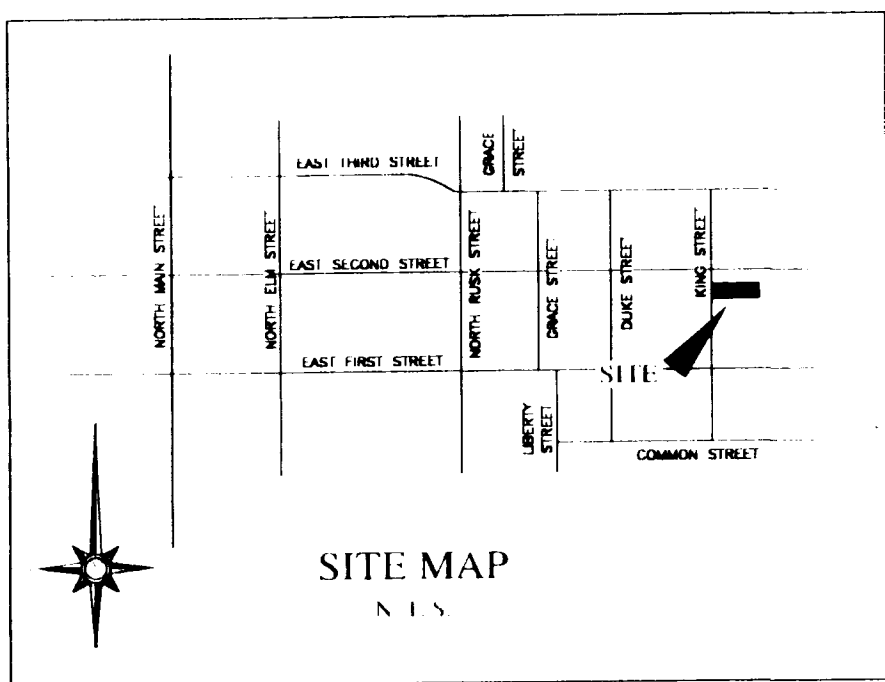 EAST THIRD STREET
GRACE
STREET
NORTH MAIN STREET
NORTH ELM STREET
EAST SECOND STREET
NORTH RUSK STREET
GRACE STREET
DUKE STREET
KING STREET
EAST FIRST STREET
SITE
LIBERTY
STREET
COMMON STREET
SITE MAP
N.T.S.